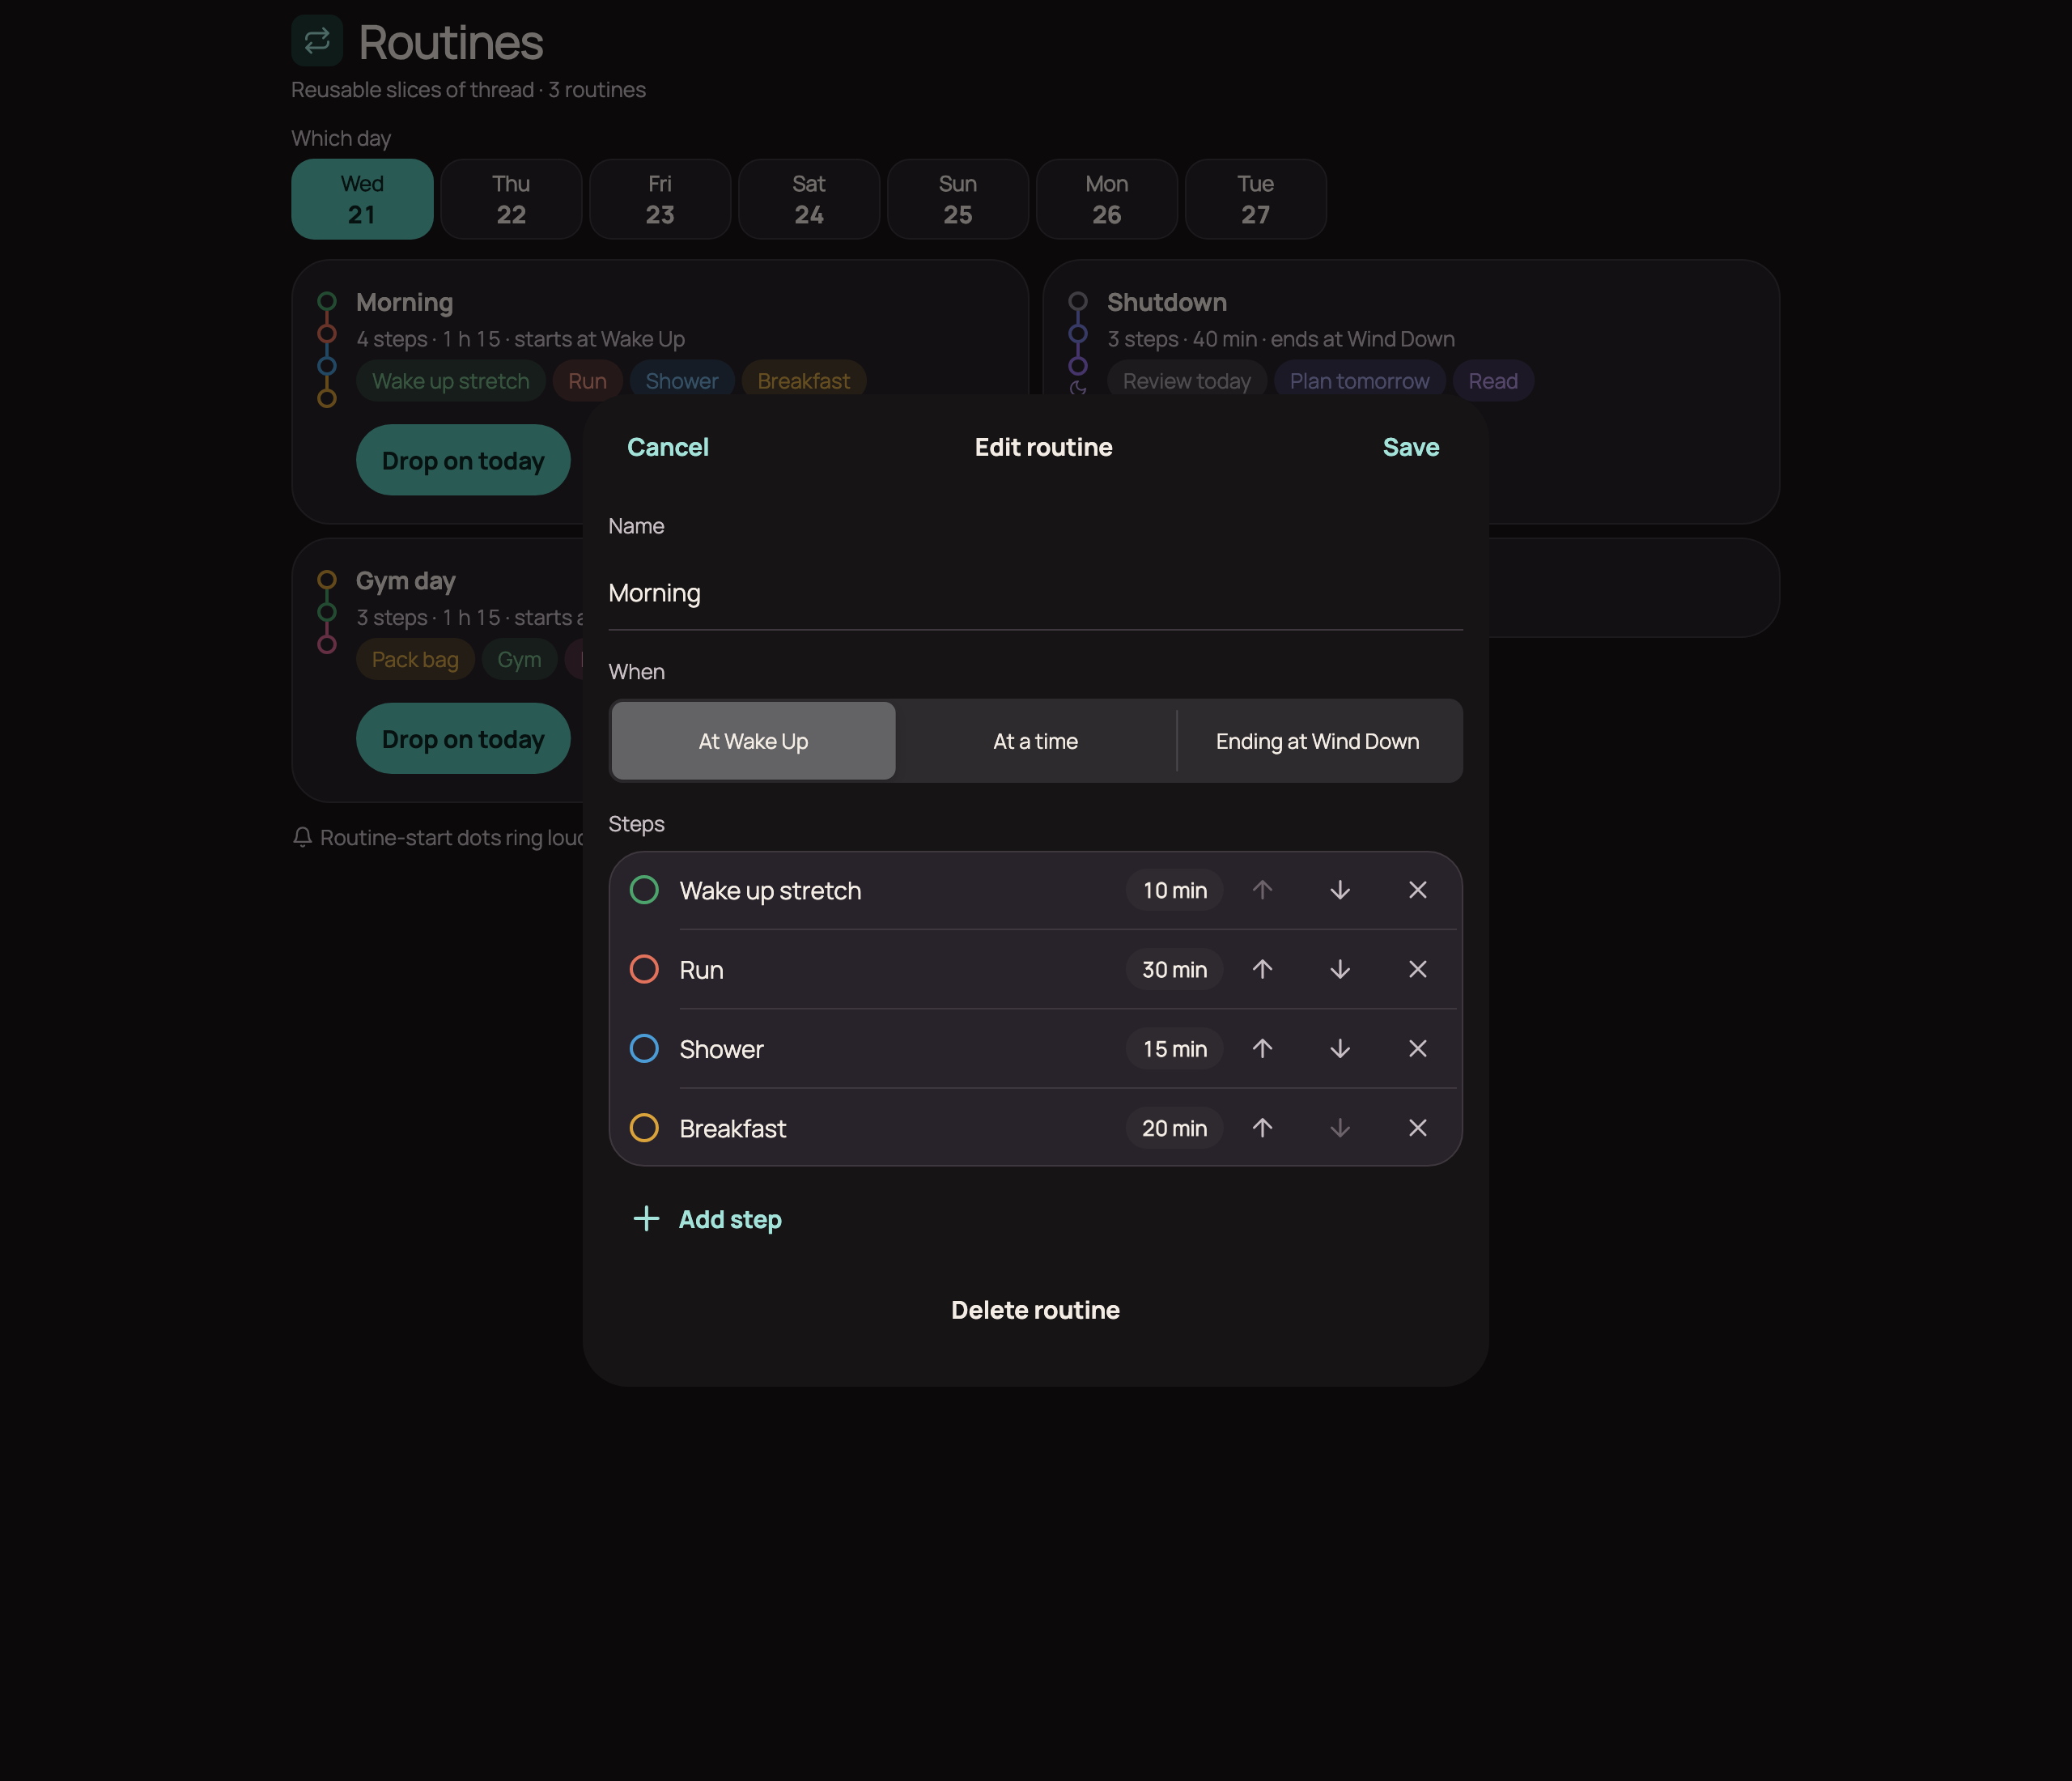 Routines
Reusable slices of thread · 3 routines
Which day
Wed Thu Fri Sat Sun Mon Tue
21 22 23 24 25 26 27
Morning
4 steps · 1 h 15 · starts at Wake Up
Wake up stretch Run Shower Breakfast
Drop on today
Shutdown
3 steps · 40 min · ends at Wind Down
Review today Plan tomorrow Read
Gym day
3 steps · 1 h 15 · starts
Pack bag Gym
Drop on today
Routine-start dots ring
Cancel Edit routine Save
Name
Morning
When
At Wake Up At a time Ending at Wind Down
Steps
Wake up stretch 10 min
Run 30 min
Shower 15 min
Breakfast 20 min
Add step
Delete routine